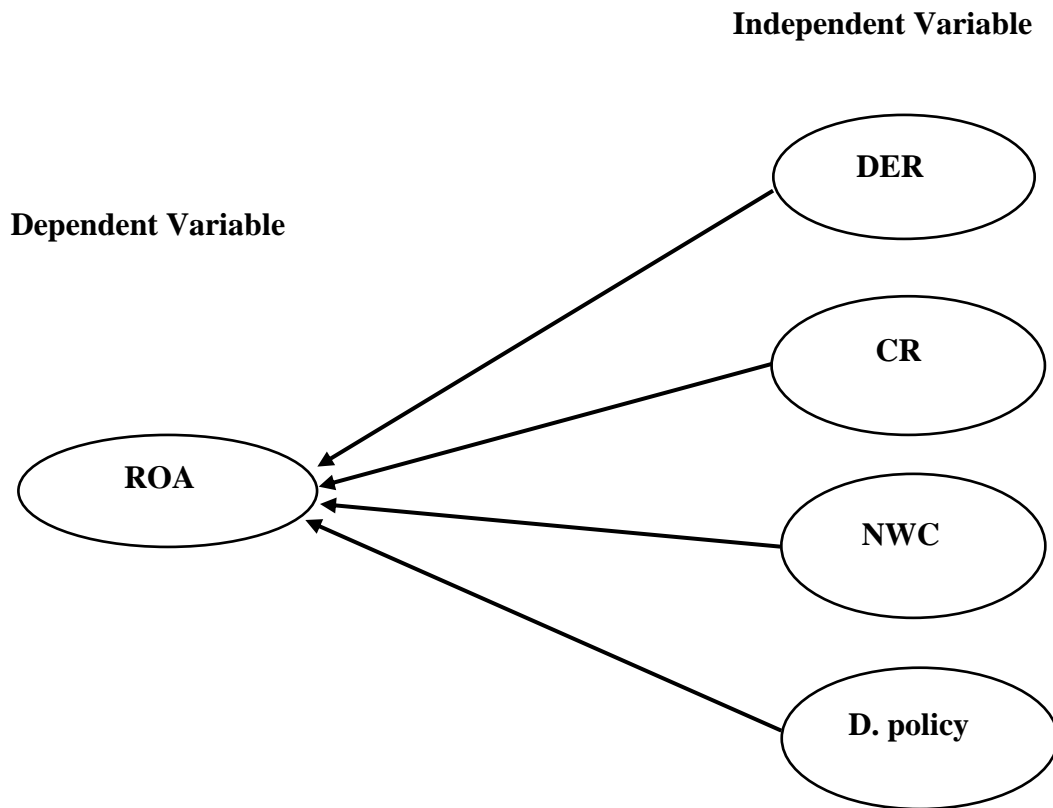 Independent Variable
DER
Dependent Variable
CR
ROA
NWC
D. policy